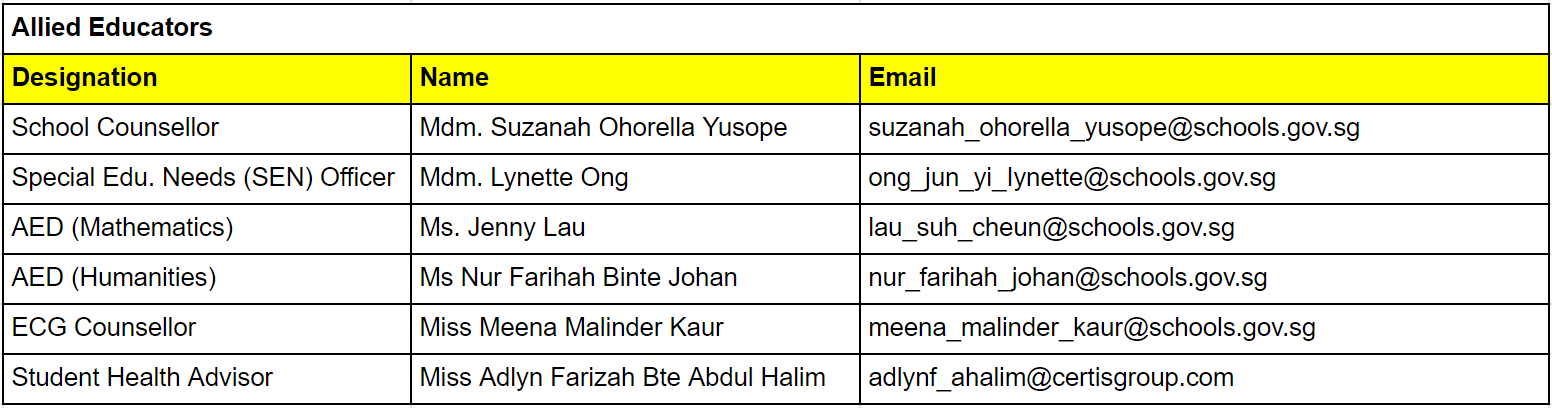 Allied Educators
Designation Name Email
School Counsellor Mdm. Suzanah Ohorella Yusope suzanah_ohorella_yusope@schools.gov.sg
Special Edu. Needs (SEN) Officer Mdm. Lynette Ong ong_jun_yi_lynette@schools.gov.sg
AED (Mathematics) Ms. Jenny Lau lau_suh_cheun@schools.gov.sg
AED (Humanities) Ms Nur Farihah Binte Johan nur_farihah_johan@schools.gov.sg
ECG Counsellor Miss Meena Malinder Kaur meena_malinder_kaur@schools.gov.sg
Student Health Advisor Miss Adlyn Farizah Bte Abdul Halim adlynf_ahalim@certisgroup.com